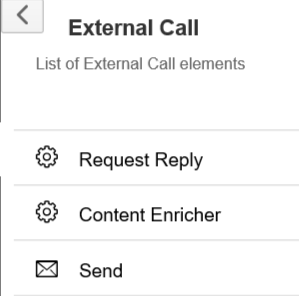 External Call
List of External Call elements
Request Reply
Content Enricher
Send